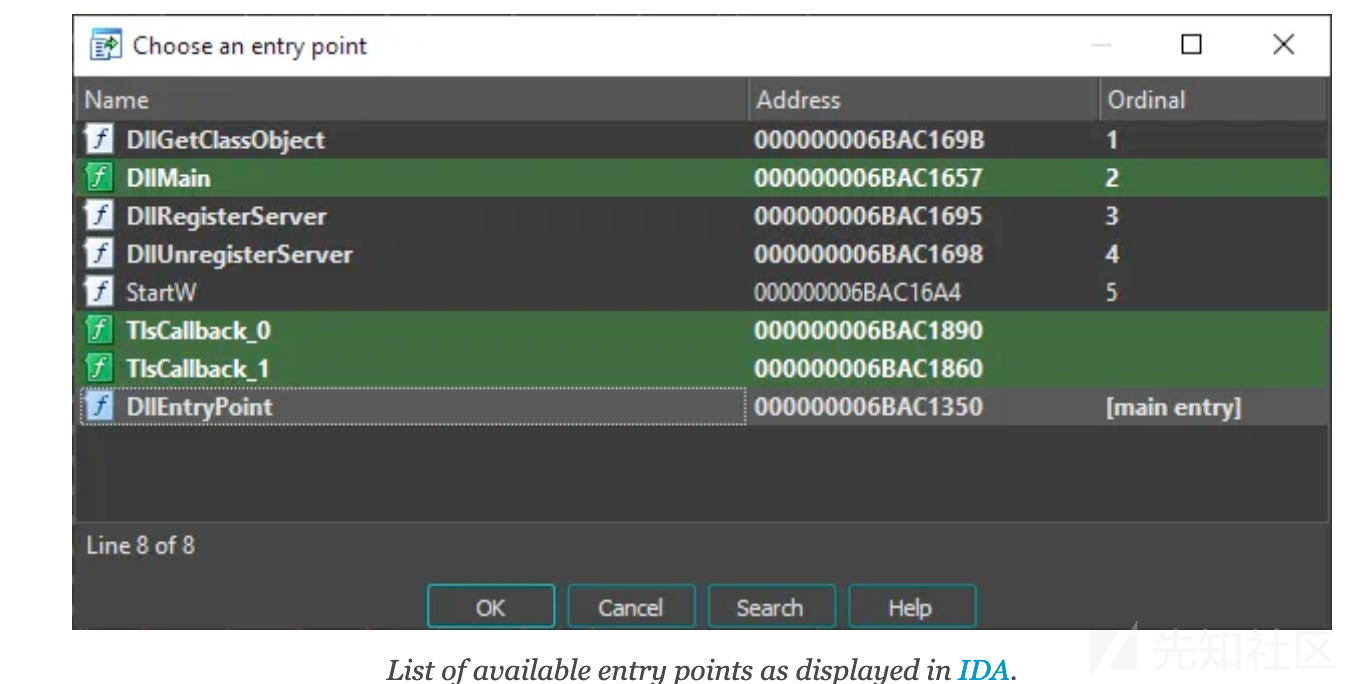 Choose an entry point
Name Address Ordinal
DllGetClassObject 000000006BAC169B 1
DllMain 000000006BAC1657 2
DllRegisterServer 000000006BAC1695 3
DllUnregisterServer 000000006BAC1698 4
StartW 000000006BAC16A4 5
TlsCallback_0 000000006BAC1890
TlsCallback_1 000000006BAC1860
DllEntryPoint 000000006BAC1350 [main entry]
Line 8 of 8
OK Cancel Search Help
先知社区
List of available entry points as displayed in IDA.